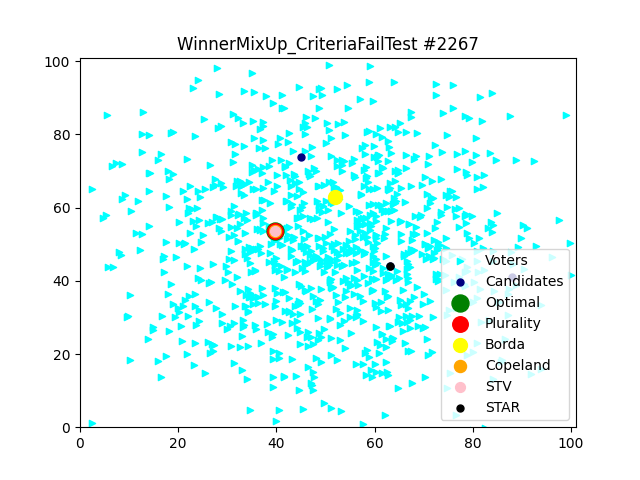 WinnerMixUp_CriteriaFailTest #2267
100
80
60
40
20
0
0 20 40 60 80 100
Voters
Candidates
Optimal
Plurality
Borda
Copeland
STV
STAR